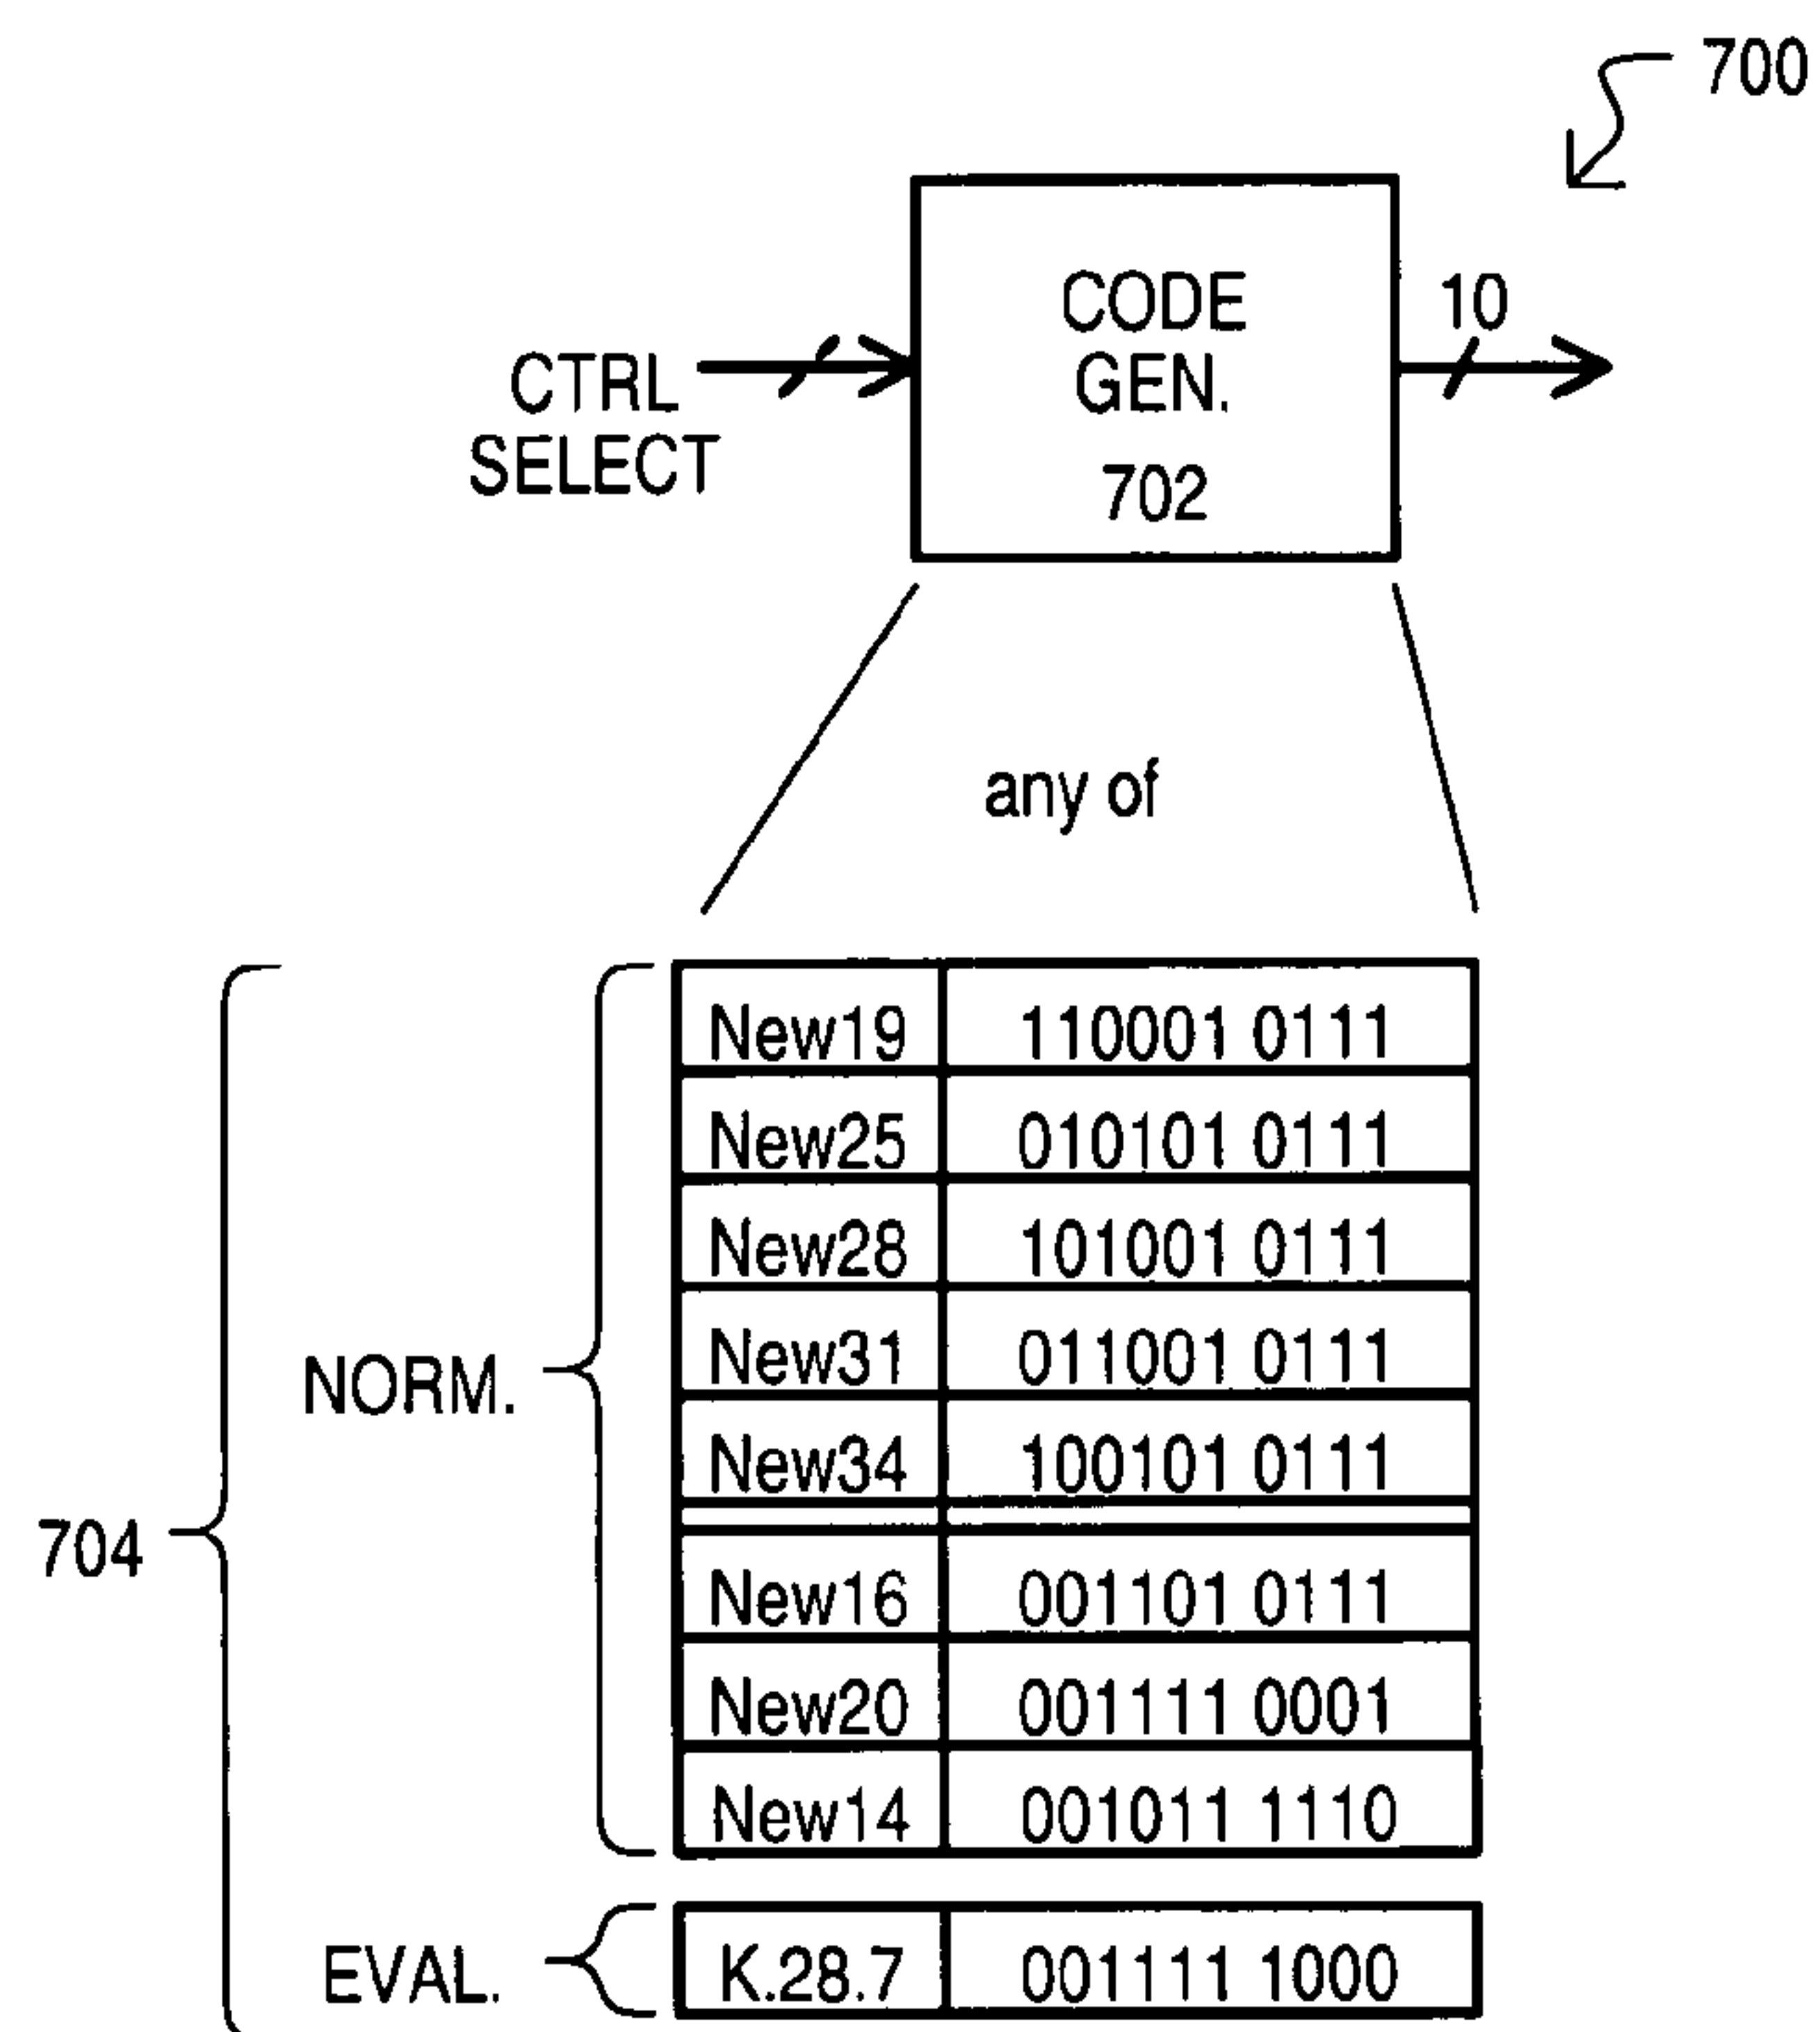 700
CODE
GEN.
702
10
CTRL
SELECT
any of
New19 110001 0111
New25 010101 0111
New28 101001 0111
New31 011001 0111
New34 100101 0111
New16 001101 0111
New20 001111 0001
New14 001011 1110
NORM.
704
EVAL.
K.28.7 001111 1000